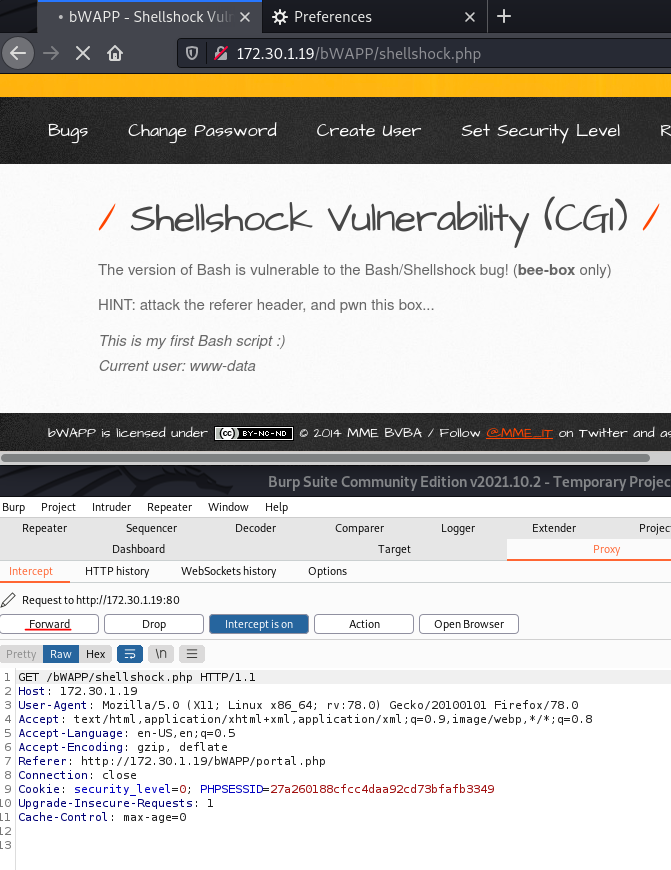 bWAPP - Shellshock Vuln
Preferences
172.30.1.19/bWAPP/shellshock.php
Bugs Change Password Create User Set Security Level R
/ Shellshock Vulnerability (CGI) /
The version of Bash is vulnerable to the Bash/Shellshock bug! (bee-box only)
HINT: attack the referer header, and pwn this box...
This is my first Bash script :)
Current user: www-data
bWAPP is licensed under (cc) BY-NC-ND © 2014 MME BVBA / Follow @MME_IT on Twitter and as
Burp Suite Community Edition v2021.10.2 - Temporary Projec
Burp Project Intruder Repeater Window Help
Repeater Sequencer Decoder Comparer Logger Extender Projec
Dashboard Target Proxy
Intercept HTTP history WebSockets history Options
Request to http://172.30.1.19:80
Forward Drop Intercept is on Action Open Browser
Pretty Raw Hex \n
1 GET /bWAPP/shellshock.php HTTP/1.1
2 Host: 172.30.1.19
3 User-Agent: Mozilla/5.0 (X11; Linux x86_64; rv:78.0) Gecko/20100101 Firefox/78.0
4 Accept: text/html,application/xhtml+xml,application/xml;q=0.9,image/webp,*/*;q=0.8
5 Accept-Language: en-US,en;q=0.5
6 Accept-Encoding: gzip, deflate
7 Referer: http://172.30.1.19/bWAPP/portal.php
8 Connection: close
9 Cookie: security_level=0; PHPSESSID=27a260188cfcc4daa92cd73bfafb3349
10 Upgrade-Insecure-Requests: 1
11 Cache-Control: max-age=0
12
13